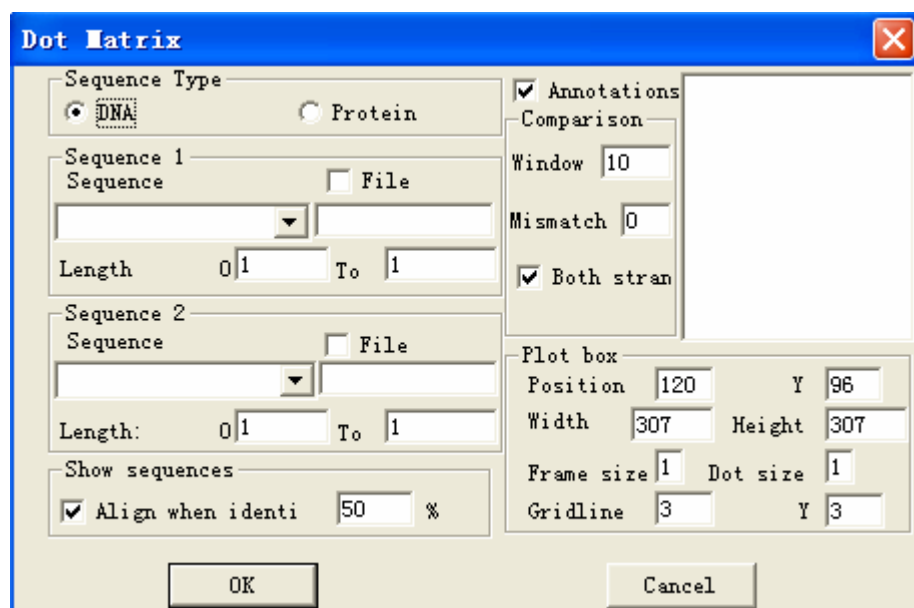 Dot Matrix
Sequence Type
DNA
Protein
Sequence 1
Sequence
File
Length 0 1 To 1
Sequence 2
Sequence
File
Length: 0 1 To 1
Show sequences
Align when identi 50 %
Annotations
Comparison
Window 10
Mismatch 0
Both stran
Plot box
Position 120 Y 96
Width 307 Height 307
Frame size 1 Dot size 1
Gridline 3 Y 3
OK
Cancel